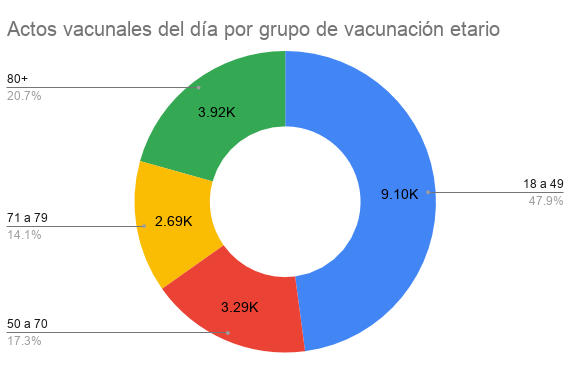 Actos vacunales del día por grupo de vacunación etario
80+
20.7%
3.92K
18 a 49
47.9%
9.10K
71 a 79
14.1%
2.69K
3.29K
50 a 70
17.3%